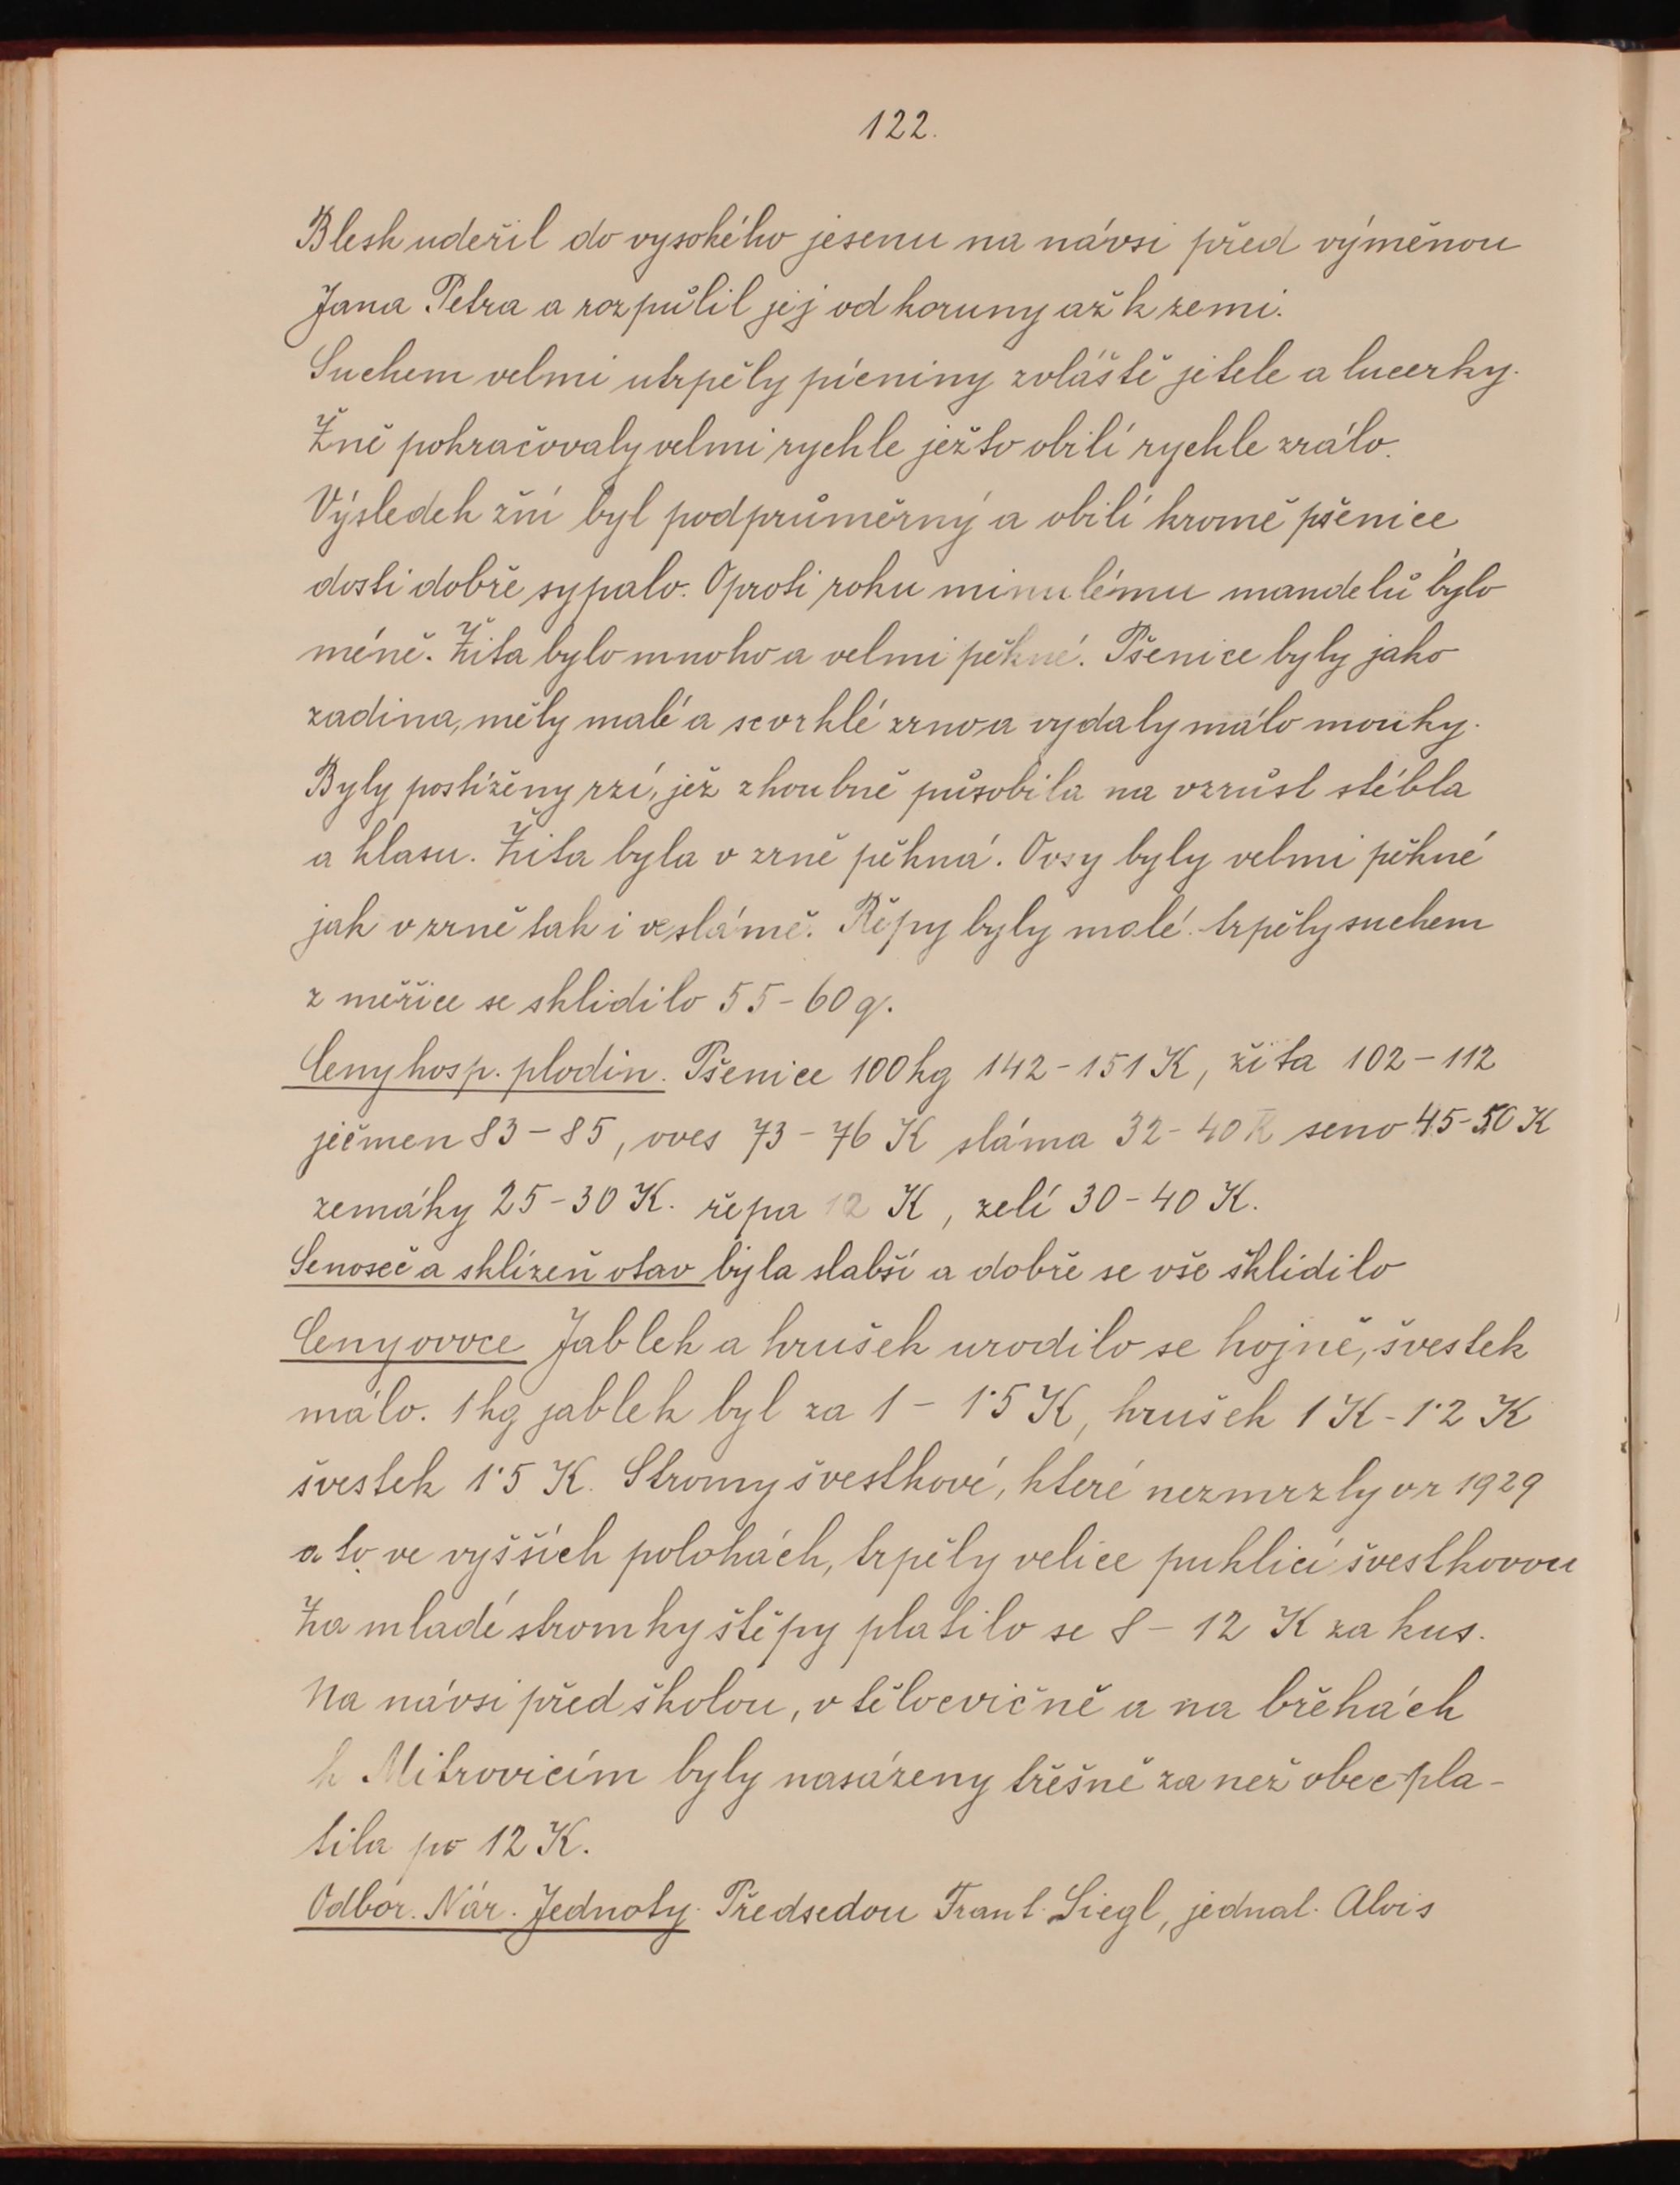 122.
Blesk udeřil do vysokého jesenu na návsi před výměnou
Jana Petra a rozpůlil jej od koruny až k zemi.
Suchem velmi utrpěly pícniny zvláště jetele a lucerky.
Žně pokračovaly velmi rychle ježto obilí rychle zrálo.
Výsledek žní byl podprůměrný a obilí kromě pšenice
dosti dobře sypalo. Oproti roku minulému mandelů bylo
méně. Žita bylo mnoho a velmi pěkné. Pšenice byly jako
zadina, měly malé a scvrklé zrno a vydaly málo mouky.
Byly postiženy rzí, jež zhoubně působila na vzrůst stébla
a klasu. Žita byla v zrně pěkná. Ovsy byly velmi pěkné
jak v zrně tak i ve slámě. Řepy byly malé. trpěly suchem
z měřice se sklidilo 55-60 q.
Ceny hosp. plodin. Pšenice 100 kg 142-151 K, žita 102-112
ječmen 83-85, oves 73-76 K sláma 32-40 K seno 45-50 K
zemáky 25-30 K. řepa 12 K, zelí 30-40 K.
Senoseč a sklizeň otav byla slabší a dobře se vše sklidilo
Ceny ovoce Jablek a hrušek urodilo se hojně, švestek
málo. 1 kg jablek byl za 1 - 1·5 K, hrušek 1 K - 1·2 K
švestek 1·5 K. Stromy švestkové, které nezmrzly v r 1929
a to ve vyšších polohách, trpěly velice puklicí švestkovou
Za mladé stromky štěpy platilo se 8 - 12 K za kus.
Na návsi před školou, v tělocvičně a na březích
k Mitrovicím byly nasázeny třešně za než obec pla-
tila po 12 K.
Odbor. Nár. Jednoty. Předsedou Frant. Siegl, jednal. Alois